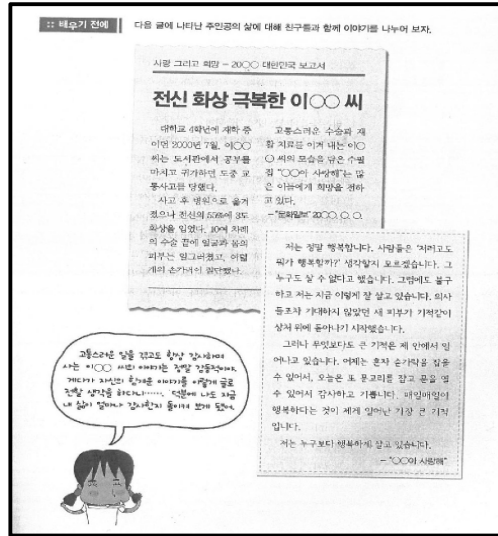 :: 배우기 전에
다음 글에 나타난 주인공의 삶에 대해 친구들과 함께 이야기를 나누어 보자.
사랑 그리고 희망 – 20○○ 대한민국 보고서
전신 화상 극복한 이○○ 씨
대학교 4학년에 재학 중
이던 2000년 7월, 이○○
씨는 도서관에서 공부를
마치고 귀가하던 도중 교
통사고를 당했다.
사고 후 병원으로 옮겨
졌으나 전신의 55%에 3도
화상을 입었다. 10여 차례
의 수술 끝에 얼굴과 몸의
피부는 일그러졌고, 여덟
개의 손가락이 절단됐다.
고통스러운 수술과 재
활 치료를 이겨 내는 이○
○ 씨의 모습을 담은 수필
집 "○○아 사랑해"는 많
은 이들에게 희망을 전하
고 있다.
– "문화일보" 20○○. ○. ○.
저는 정말 행복합니다. 사람들은 '저러고도
뭐가 행복할까?' 생각할지 모르겠습니다. 그
누구도 살 수 없다고 했습니다. 그럼에도 불구
하고 저는 지금 이렇게 잘 살고 있습니다. 의사
들조차 기대하지 않았던 새 피부가 기적같이
상처 위에 돋아나기 시작했습니다.
그러나 무엇보다도 큰 기적은 제 안에서 일
어나고 있습니다. 어제는 혼자 숟가락을 잡을
수 있어서, 오늘은 또 문고리를 잡고 문을 열
수 있어서 감사하고 기쁩니다. 매일매일이
행복하다는 것이 제게 일어난 가장 큰 기적
입니다.
저는 누구보다 행복하게 살고 있습니다.
– "○○아 사랑해"
고통스러운 일을 겪고도 항상 감사하며
사는 이○○ 씨의 이야기는 정말 감동적이야.
게다가 자신의 힘겨운 이야기를 이렇게 글로
전할 생각을 하다니……. 덕분에 나도 지금
내 삶이 얼마나 감사한지 돌이켜 보게 됐어.